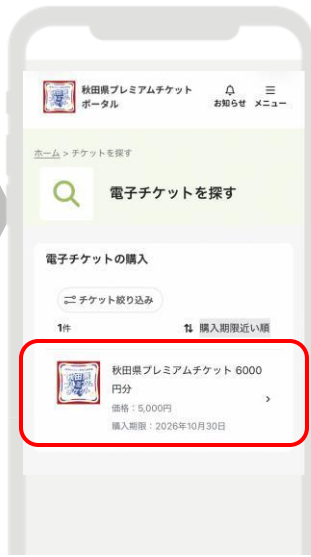 秋田県プレミアムチケット
ポータル
お知らせ メニュー
ホーム > チケットを探す
電子チケットを探す
電子チケットの購入
チケット絞り込み
1件
購入期限近い順
秋田県プレミアムチケット 6000
円分
価格：5,000円
購入期限：2026年10月30日